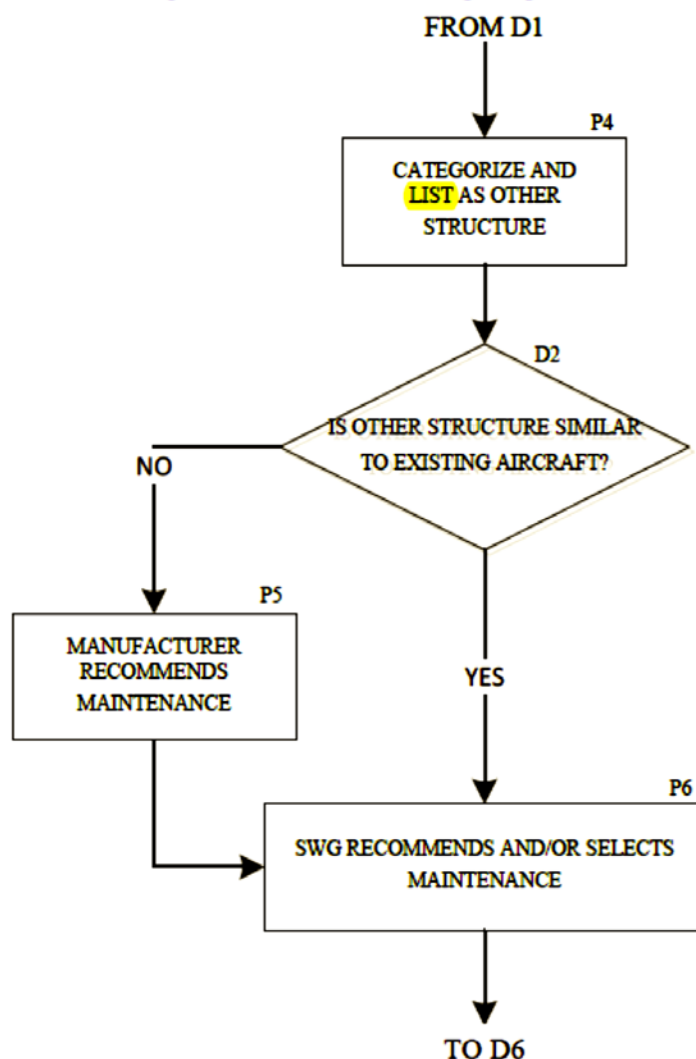 FROM D1
P4
CATEGORIZE AND
LIST AS OTHER
STRUCTURE
D2
IS OTHER STRUCTURE SIMILAR
TO EXISTING AIRCRAFT?
NO
P5
MANUFACTURER
RECOMMENDS
MAINTENANCE
YES
P6
SWG RECOMMENDS AND/OR SELECTS
MAINTENANCE
TO D6